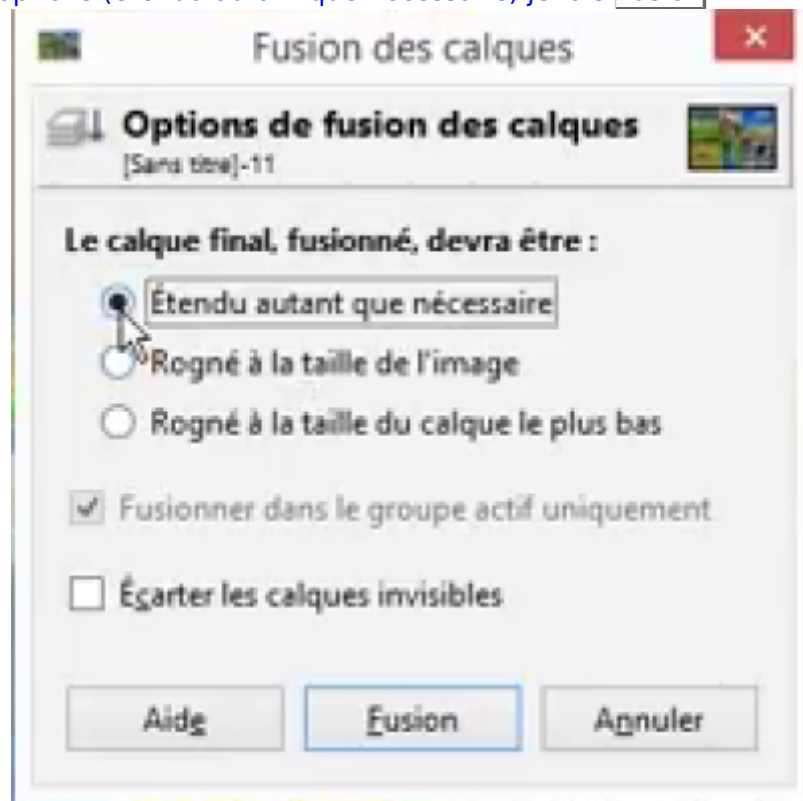 Fusion des calques
Options de fusion des calques
[Sans titre]-11
Le calque final, fusionné, devra être :
Étendu autant que nécessaire
Rogné à la taille de l'image
Rogné à la taille du calque le plus bas
Fusionner dans le groupe actif uniquement
Écarter les calques invisibles
Aide
Fusion
Annuler